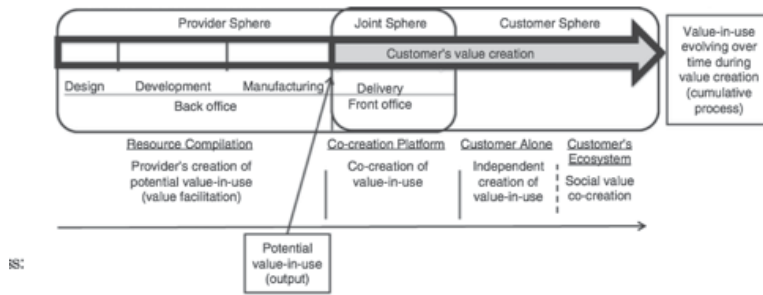 Provider Sphere
Joint Sphere
Customer Sphere
Customer's value creation
Value-in-use
evolving over
time during
value creation
(cumulative
process)
Design
Development
Manufacturing
Delivery
Back office
Front office
Resource Compilation
Provider's creation of
potential value-in-use
(value facilitation)
Co-creation Platform
Co-creation of
value-in-use
Customer Alone
Independent
creation of
value-in-use
Customer's
Ecosystem
Social value
co-creation
Potential
value-in-use
(output)